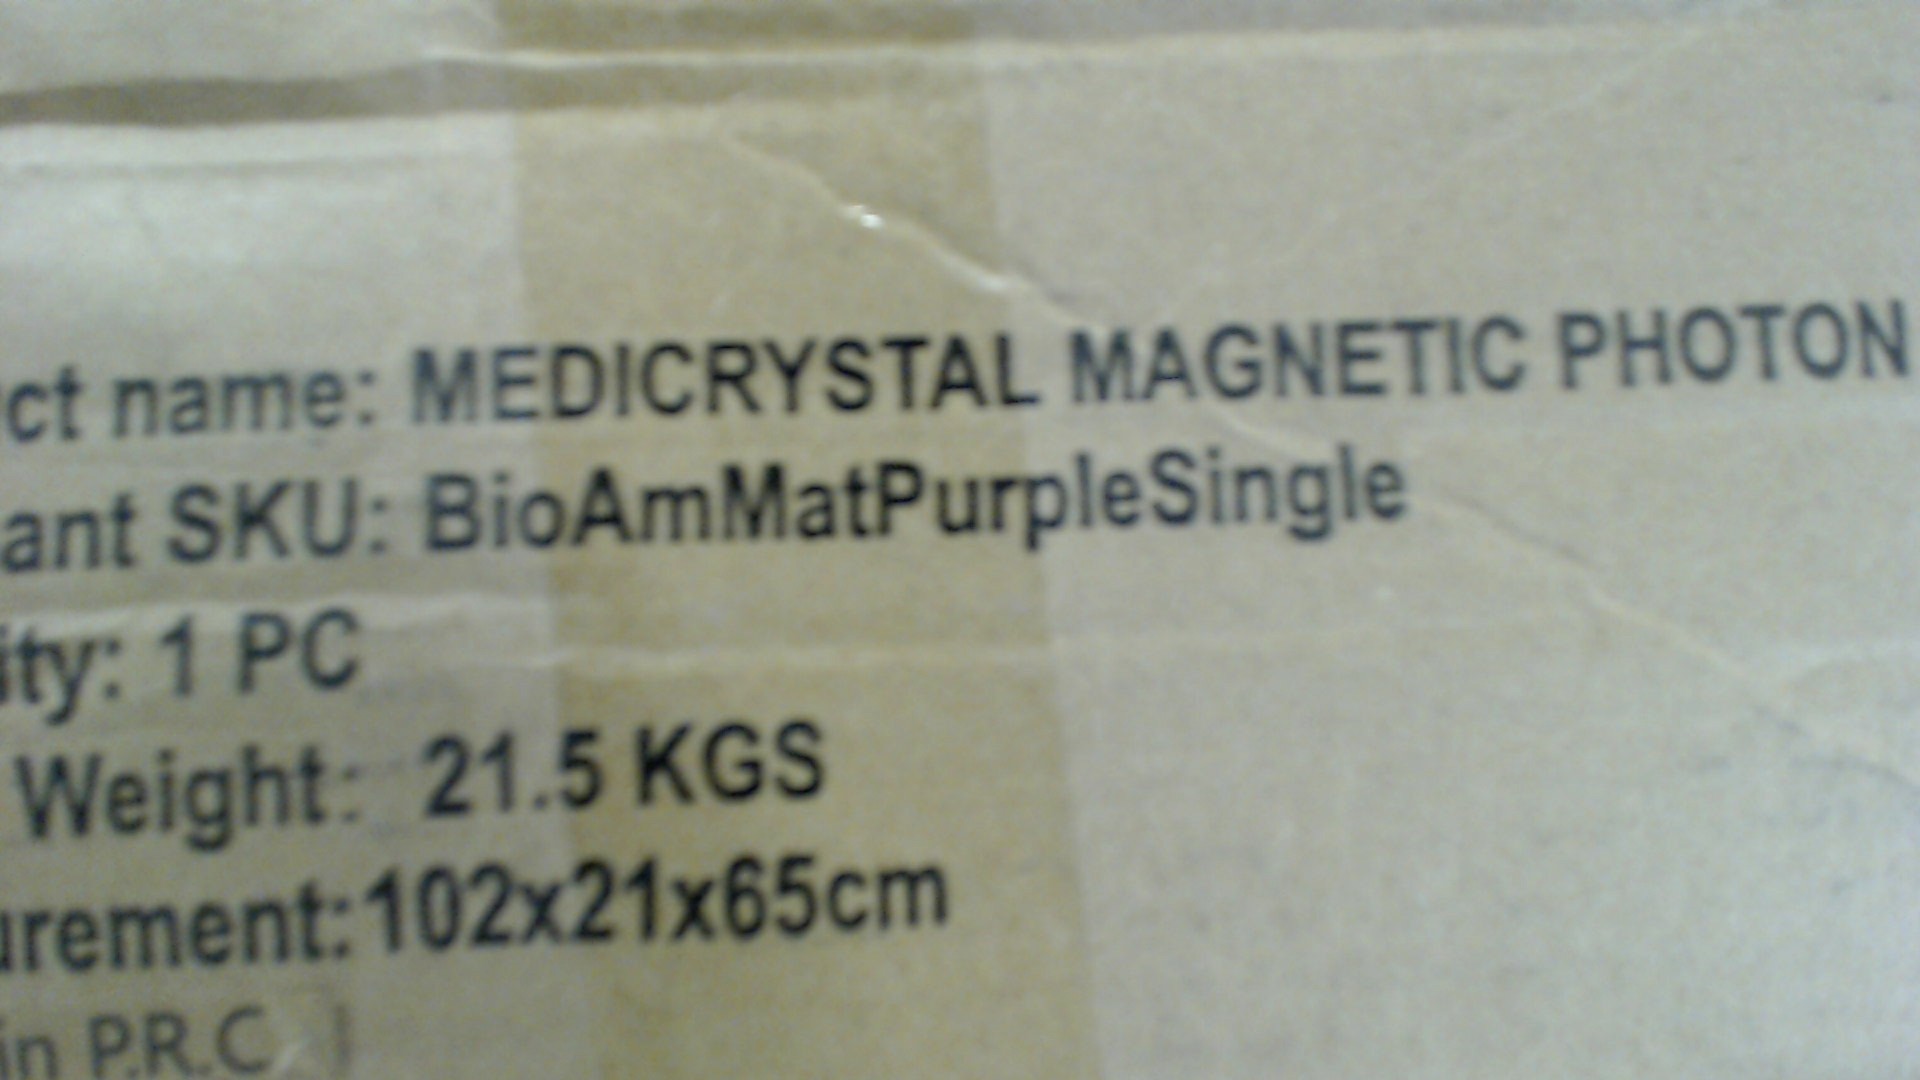 ct name: MEDICRYSTAL MAGNETIC PHOTON
ant SKU: BioAmMatPurpleSingle
ity: 1 PC
Weight: 21.5 KGS
urement:102x21x65cm
in P.R.C